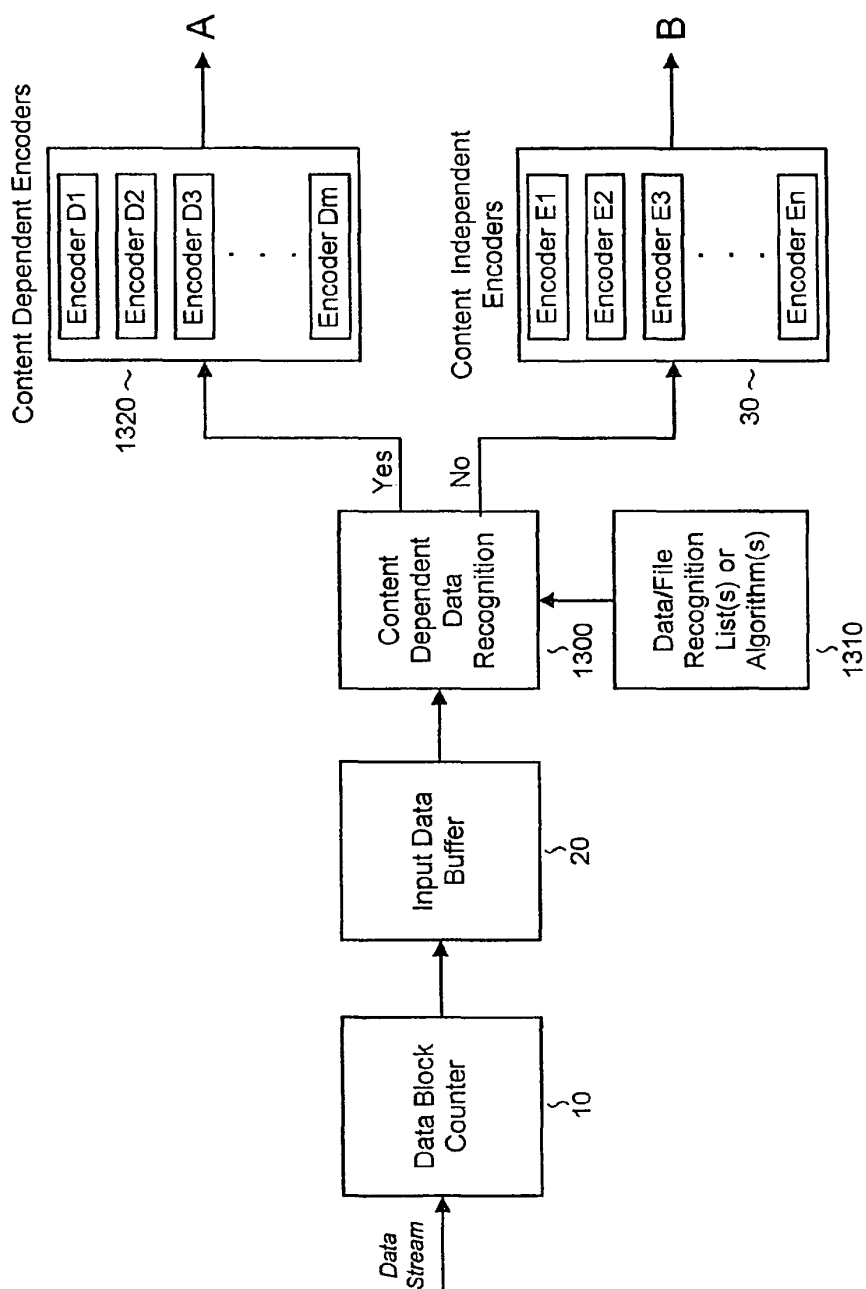 Data
Stream
Data Block
Counter
10
Input Data
Buffer
20
Content
Dependent
Data
Recognition
1300
Data/File
Recognition
List(s) or
Algorithm(s)
1310
Yes
No
Content Dependent Encoders
1320
Encoder D1
Encoder D2
Encoder D3
. . .
Encoder Dm
A
Content Independent
Encoders
30
Encoder E1
Encoder E2
Encoder E3
. . .
Encoder En
B